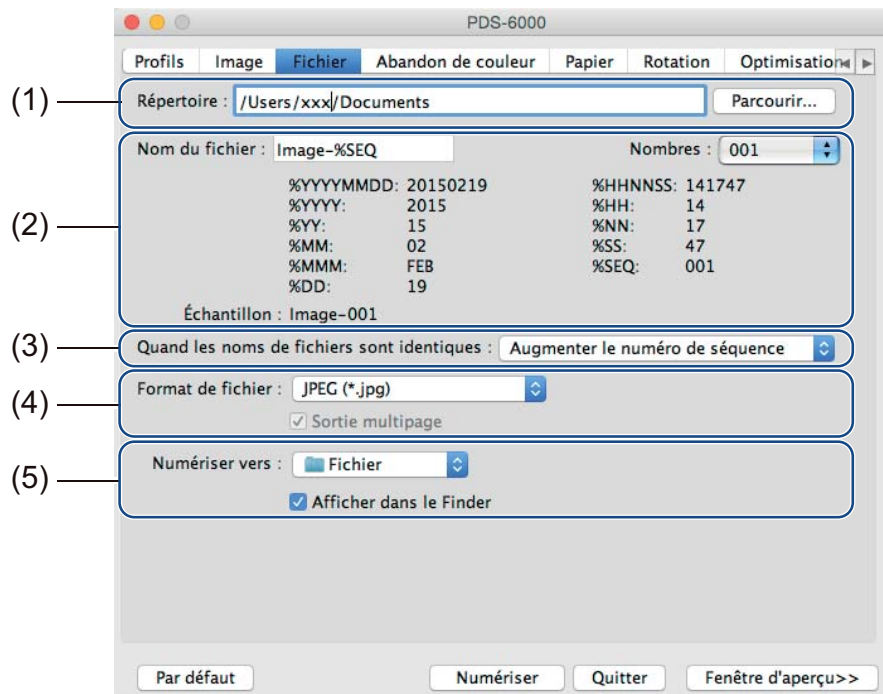 PDS-6000
Profils Image Fichier Abandon de couleur Papier Rotation Optimisation
(1) Répertoire : /Users/xxx/Documents Parcourir...
(2) Nom du fichier : Image-%SEQ Nombres : 001
%YYYYMMDD: 20150219 %HHNNSS: 141747
%YYYY: 2015 %HH: 14
%YY: 15 %NN: 17
%MM: 02 %SS: 47
%MMM: FEB %SEQ: 001
%DD: 19
Échantillon : Image-001
(3) Quand les noms de fichiers sont identiques : Augmenter le numéro de séquence
(4) Format de fichier : JPEG (*.jpg)
Sortie multipage
(5) Numériser vers : Fichier
Afficher dans le Finder
Par défaut Numériser Quitter Fenêtre d'aperçu>>